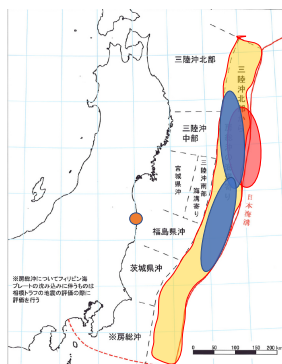 三陸沖北部
三陸沖北
三陸沖
中部
宮城県沖
三陸沖南部
海溝寄り
日本海溝
福島県沖
茨城県沖
※房総沖についてフィリピン海
プレートの沈み込みに伴うものは
相模トラフの地震の評価の際に
評価を行う
※房総沖
0 50 100 150 200 km